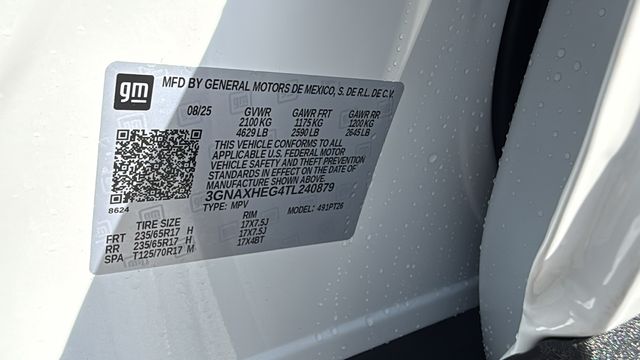 gm
MFD BY GENERAL MOTORS DE MEXICO, S. DE R.L. DE C.V.
08/25 GVWR GAWR FRT GAWR RR
2100 KG 1175 KG 1200 KG
4629 LB 2590 LB 2645 LB
THIS VEHICLE CONFORMS TO ALL
APPLICABLE U.S. FEDERAL MOTOR
VEHICLE SAFETY AND THEFT PREVENTION
STANDARDS IN EFFECT ON THE DATE OF
MANUFACTURE SHOWN ABOVE.
3GNAXHEG4TL240879
8624
TYPE: MPV MODEL: 491PT26
TIRE SIZE RIM
FRT 235/65R17 H 17X7.5J
RR 235/65R17 H 17X7.5J
SPA T125/70R17 M 17X4BT